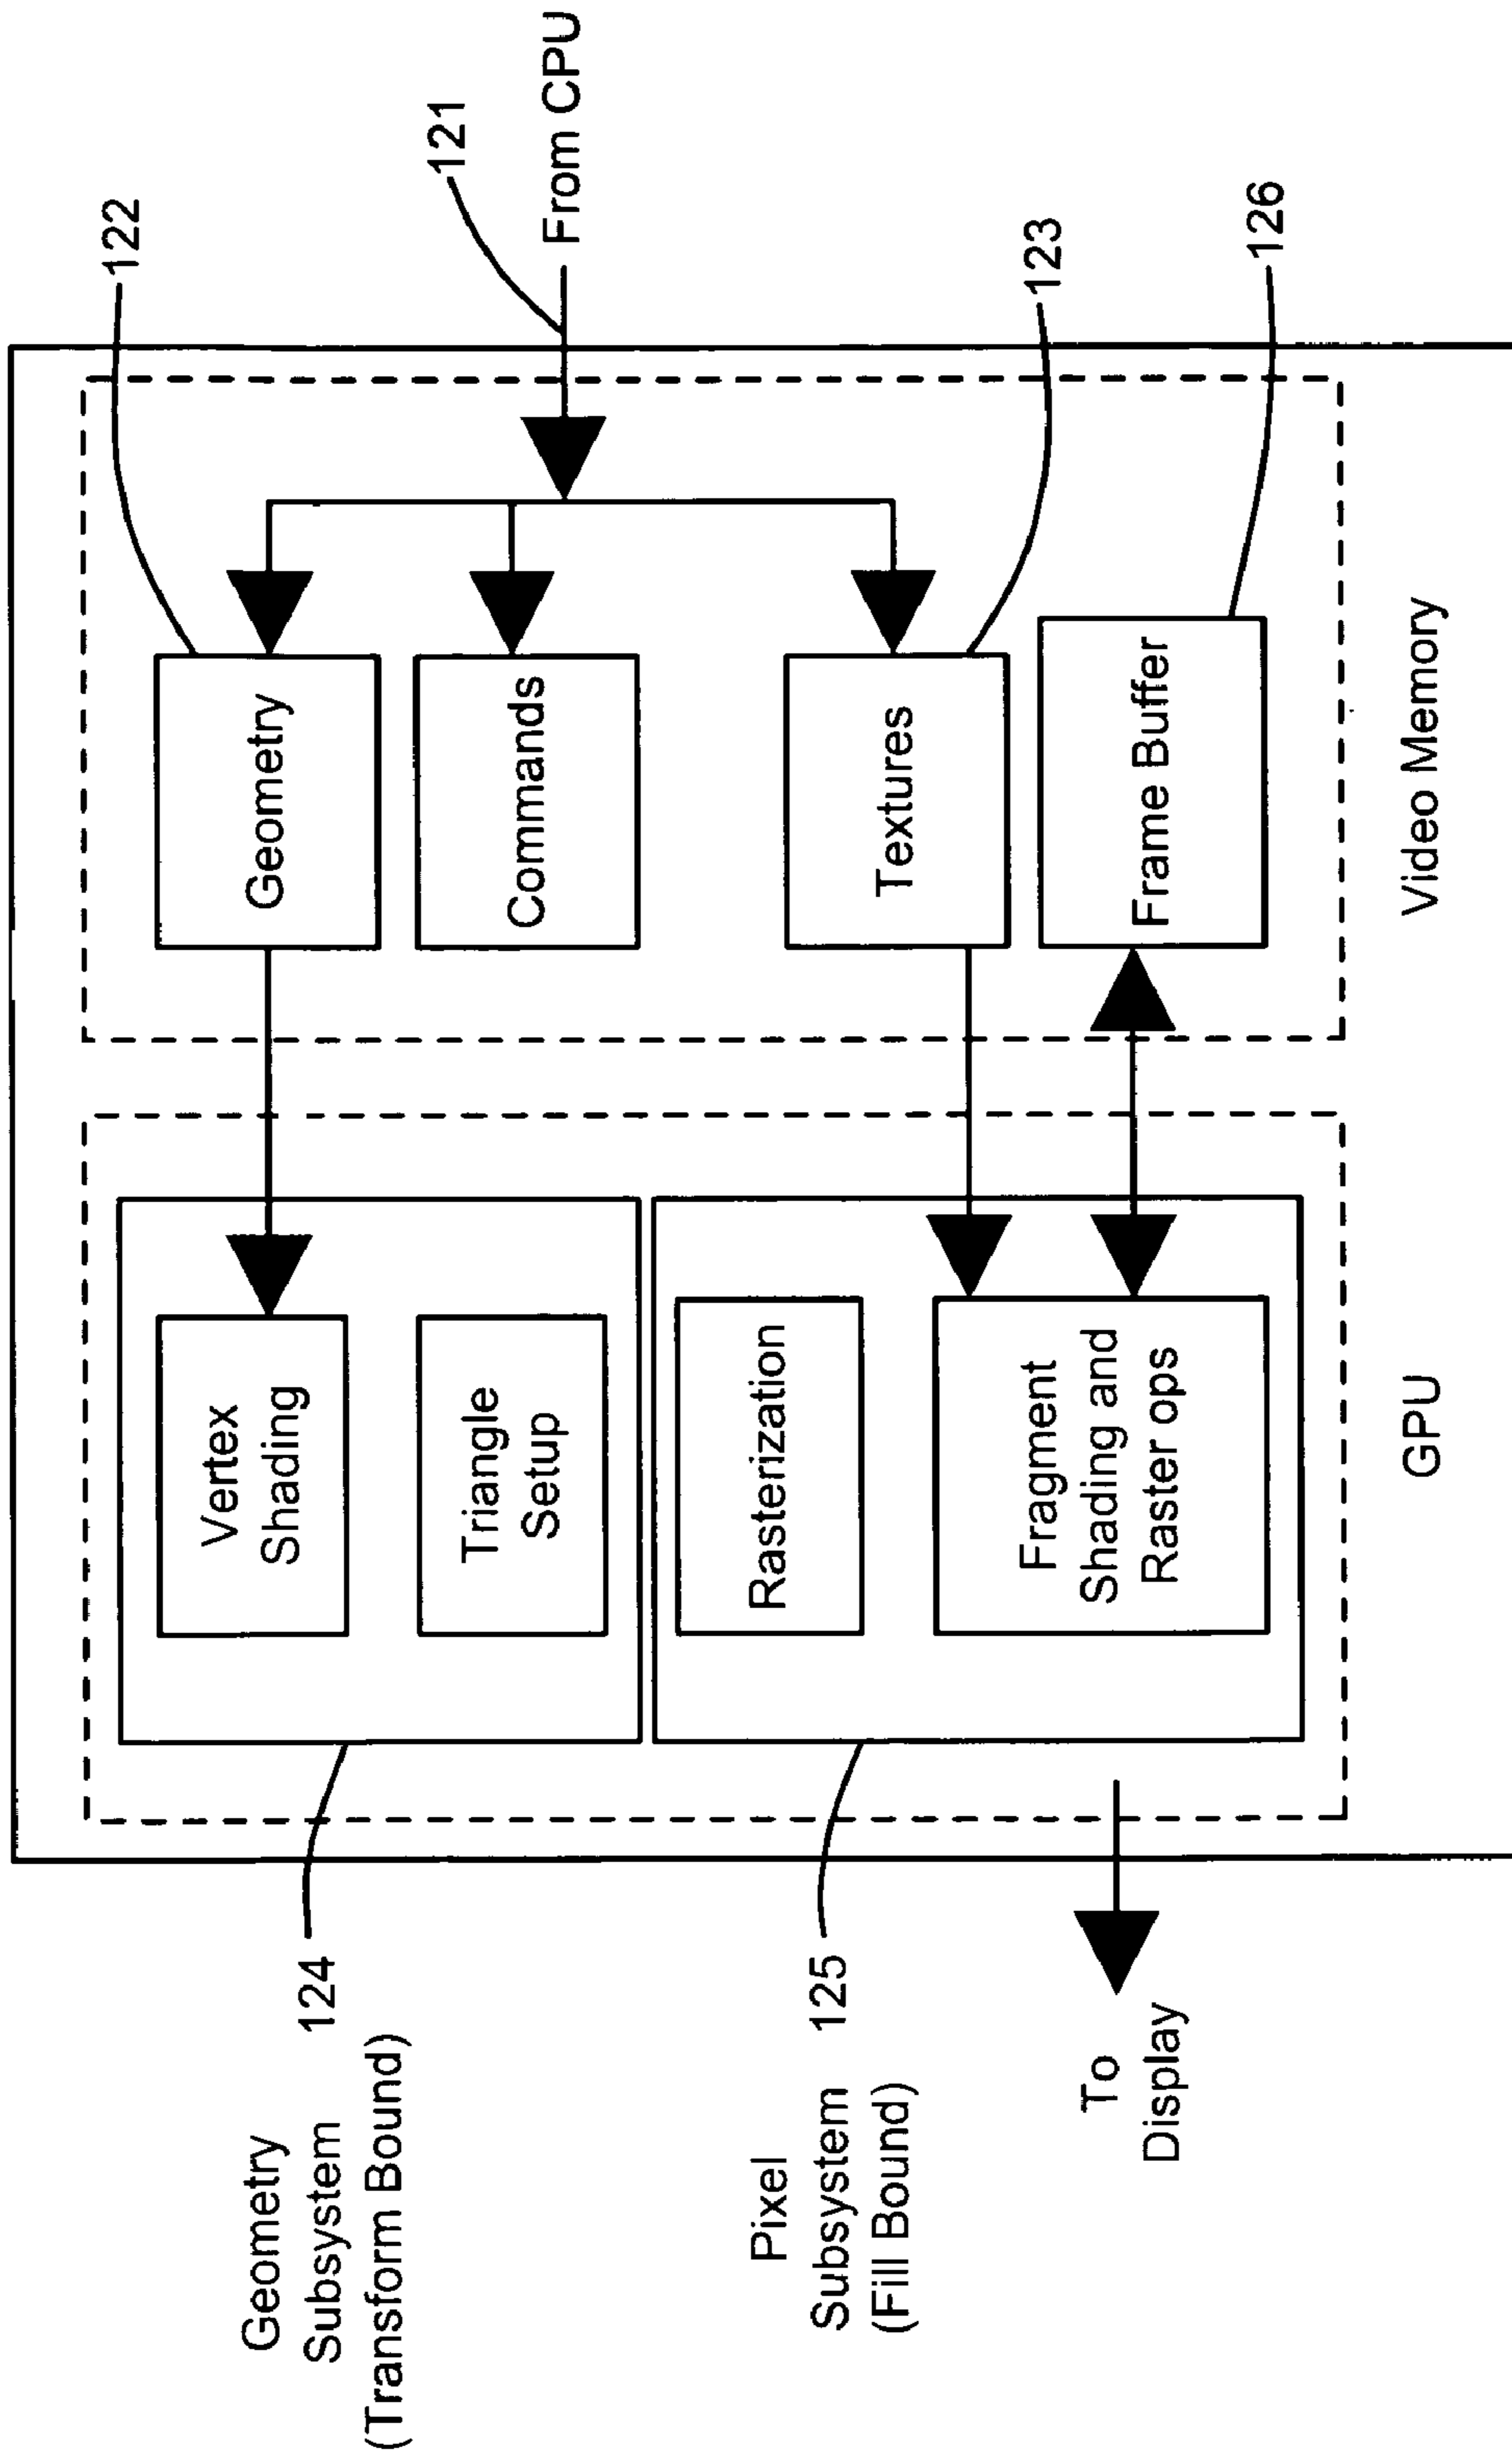 Geometry
Subsystem
(Transform Bound)
124
Pixel
Subsystem
(Fill Bound)
125
To
Display
Vertex
Shading
Triangle
Setup
Rasterization
Fragment
Shading and
Raster ops
GPU
Geometry
Commands
Textures
Frame Buffer
Video Memory
122
121
From CPU
123
126